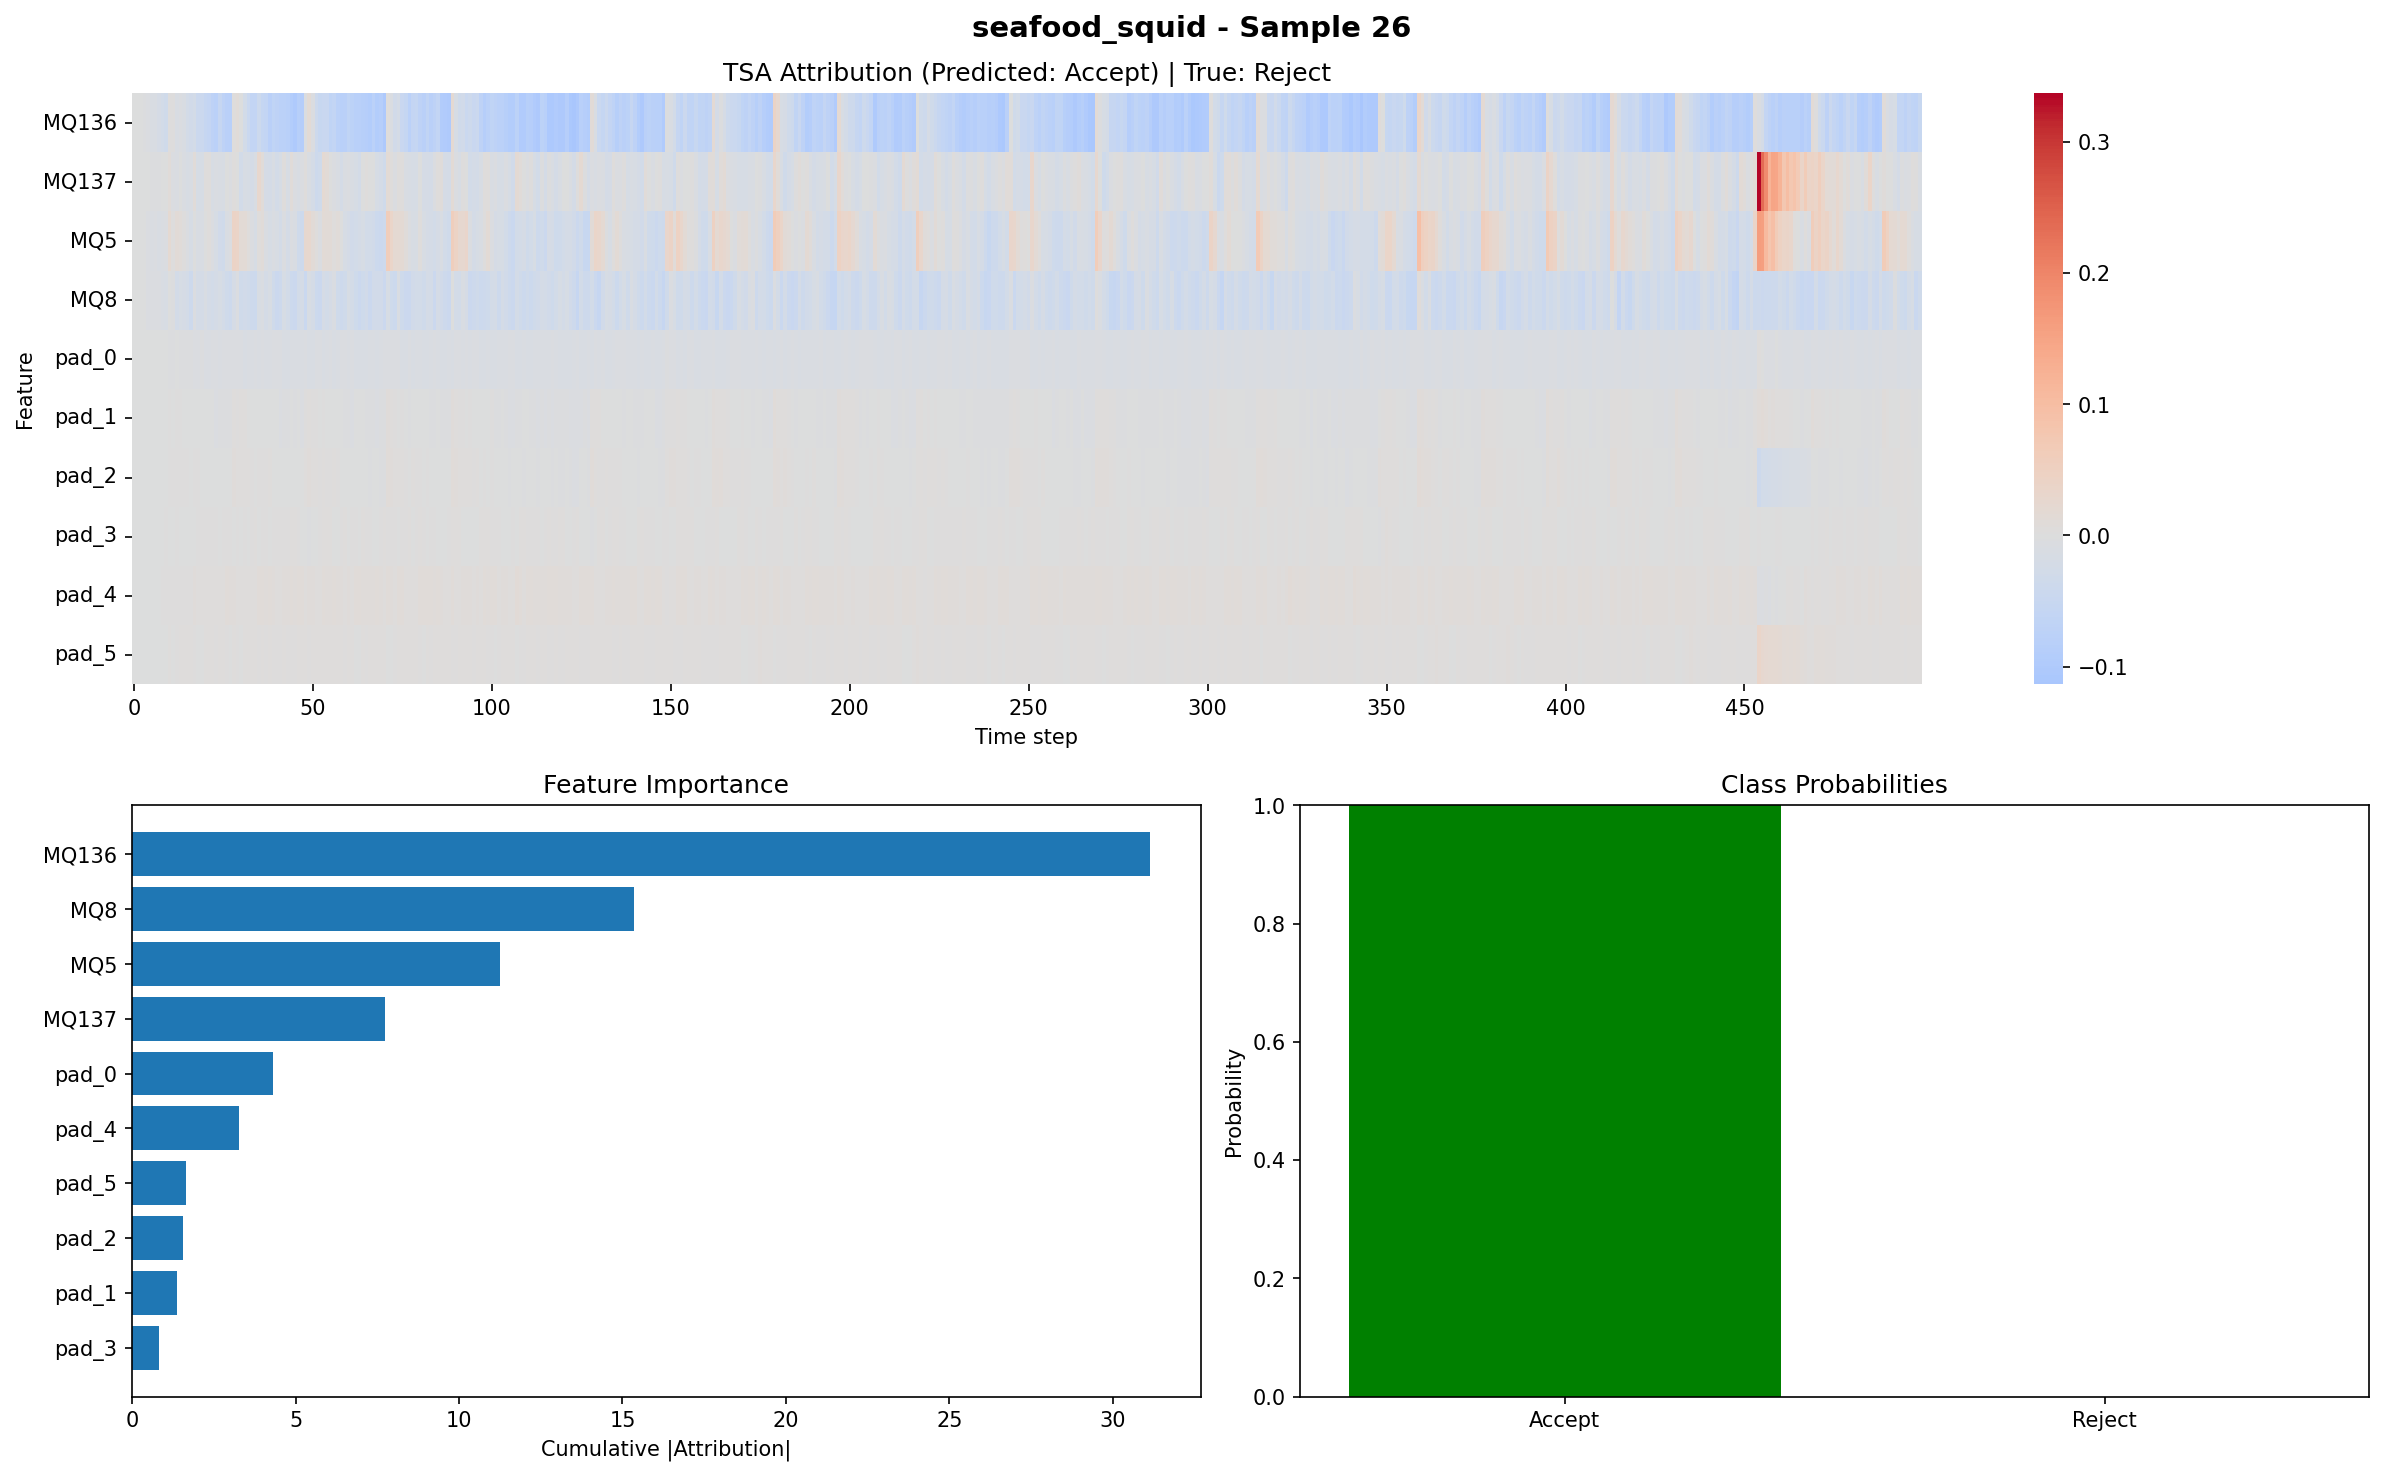 seafood_squid - Sample 26
TSA Attribution (Predicted: Accept) | True: Reject
Feature
MQ136
MQ137
MQ5
MQ8
pad_0
pad_1
pad_2
pad_3
pad_4
pad_5
0 50 100 150 200 250 300 350 400 450
Time step
0.3
0.2
0.1
0.0
−0.1
Feature Importance
MQ136
MQ8
MQ5
MQ137
pad_0
pad_4
pad_5
pad_2
pad_1
pad_3
0 5 10 15 20 25 30
Cumulative |Attribution|
Class Probabilities
Probability
1.0
0.8
0.6
0.4
0.2
0.0
Accept Reject